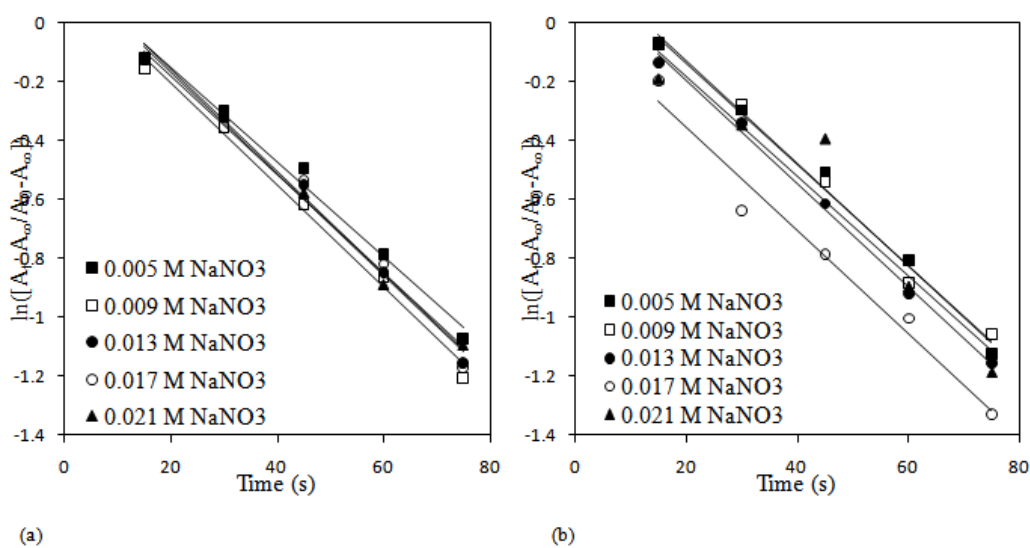 0
-0.2
-0.4
-0.6
-0.8
-1
-1.2
-1.4
ln([At-A∞/A0-A∞])
■ 0.005 M NaNO3
□ 0.009 M NaNO3
● 0.013 M NaNO3
○ 0.017 M NaNO3
▲ 0.021 M NaNO3
0 20 40 60 80
Time (s)
(a)
0
-0.2
-0.4
-0.6
-0.8
-1
-1.2
-1.4
ln([At-A∞/A0-A∞])
■ 0.005 M NaNO3
□ 0.009 M NaNO3
● 0.013 M NaNO3
○ 0.017 M NaNO3
▲ 0.021 M NaNO3
0 20 40 60 80
Time (s)
(b)